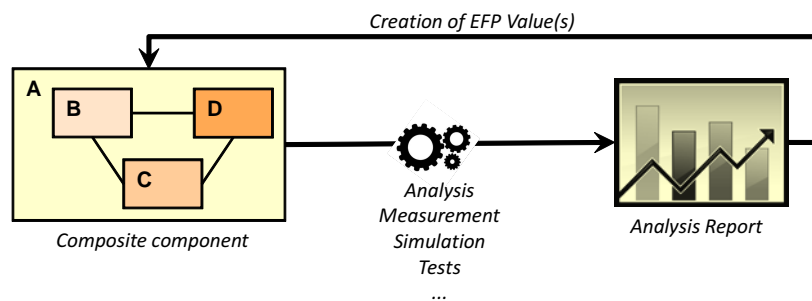 Creation of EFP Value(s)
A
B
D
C
Composite component
Analysis
Measurement
Simulation
Tests
...
Analysis Report